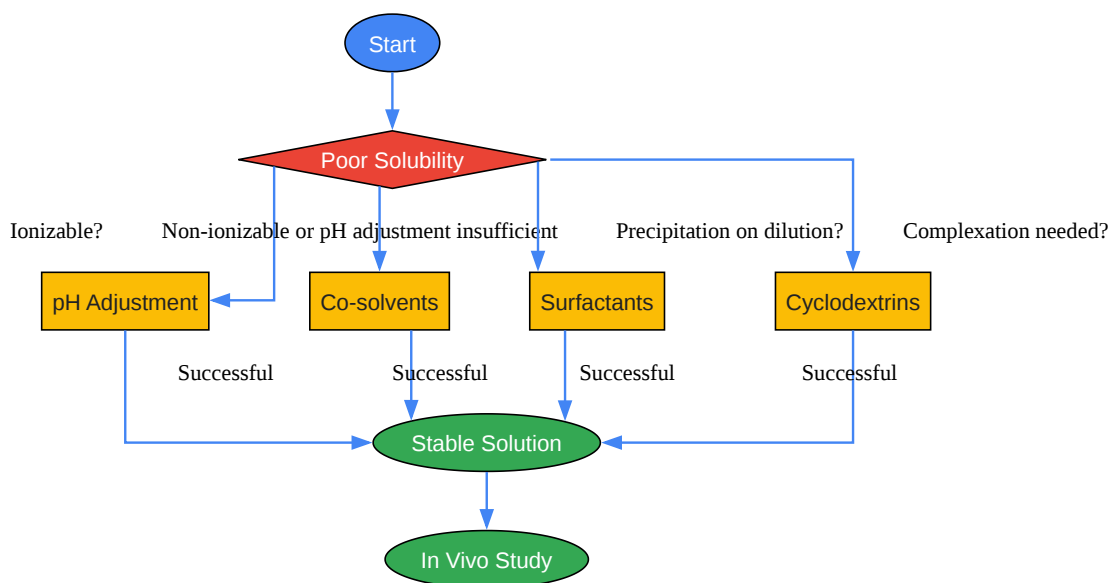 Start
Poor Solubility
Ionizable?
Non-ionizable or pH adjustment insufficient
Precipitation on dilution?
Complexation needed?
pH Adjustment
Co-solvents
Surfactants
Cyclodextrins
Successful
Successful
Successful
Successful
Stable Solution
In Vivo Study